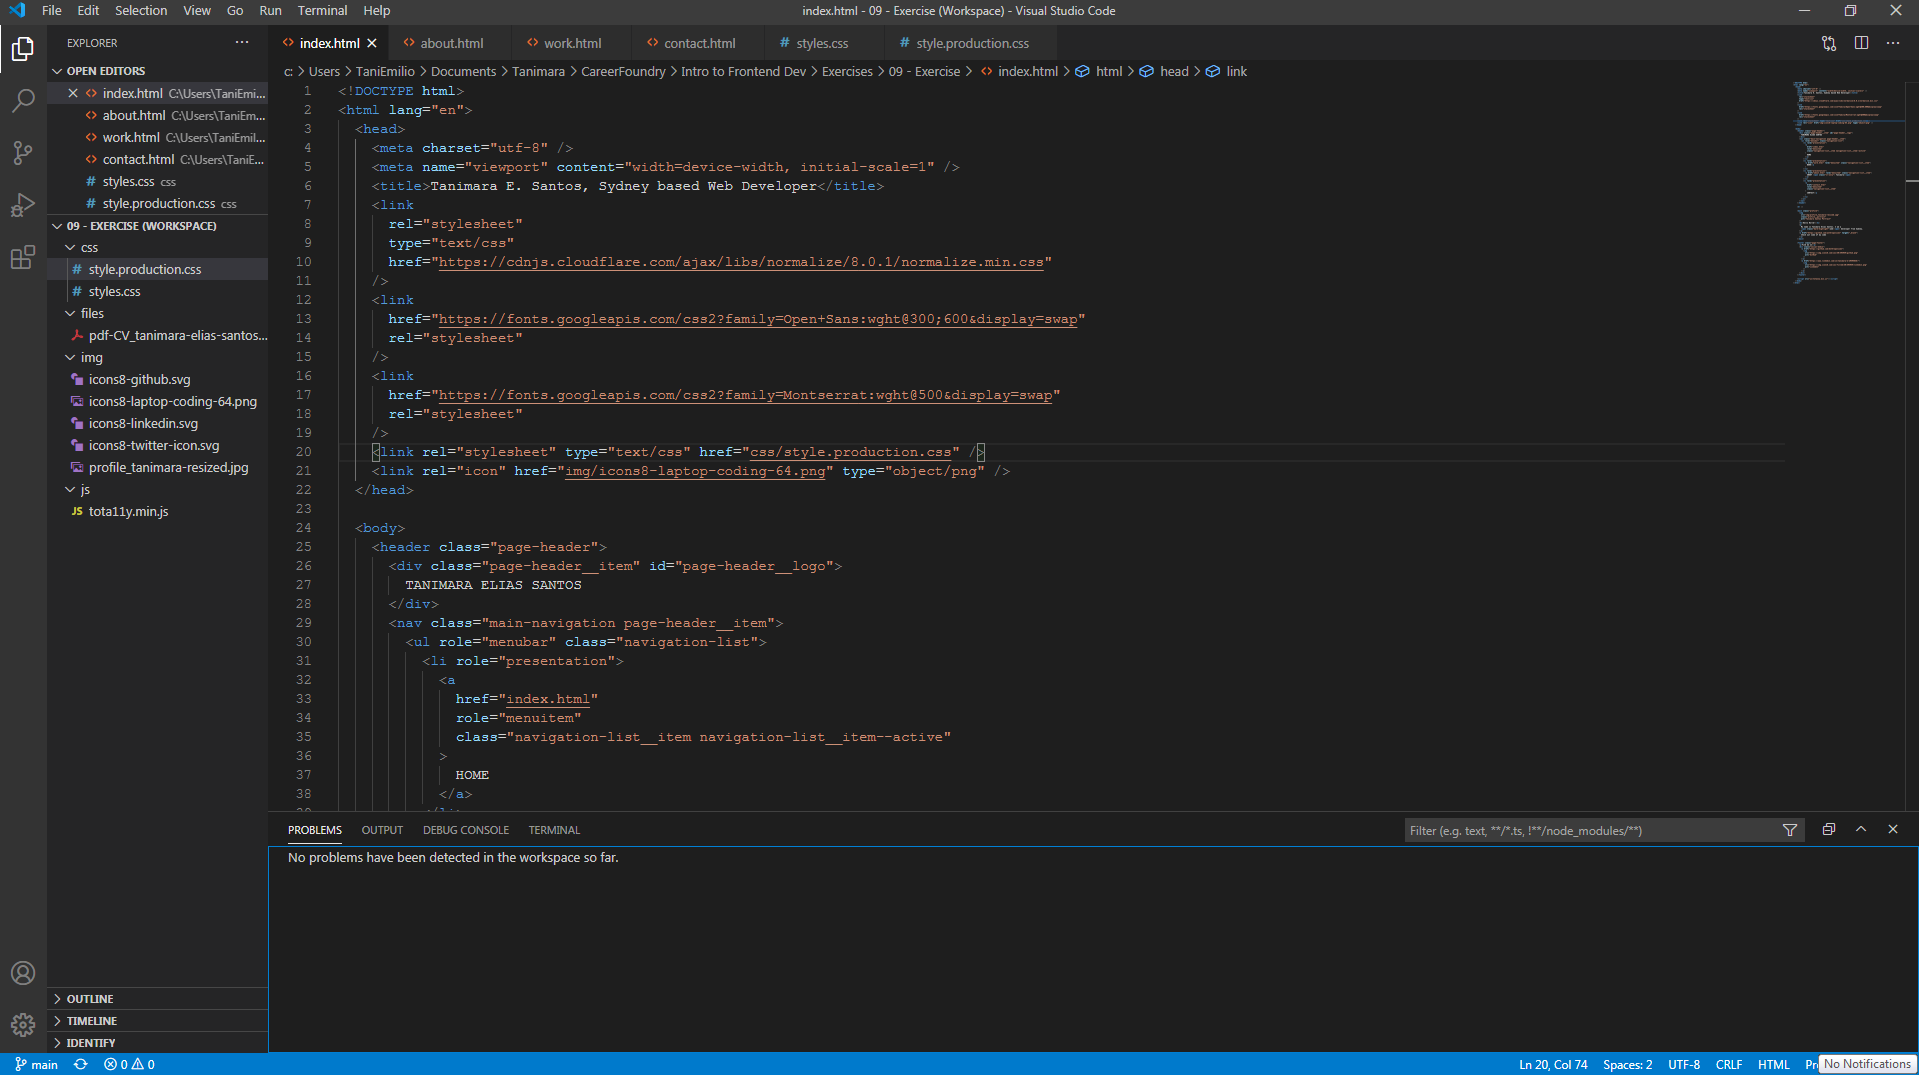 File Edit Selection View Go Run Terminal Help
index.html - 09 - Exercise (Workspace) - Visual Studio Code
EXPLORER
OPEN EDITORS
index.html C:\Users\TaniEmi...
about.html C:\Users\TaniEm...
work.html C:\Users\TaniEmil...
contact.html C:\Users\TaniE...
# styles.css css
# style.production.css css
09 - EXERCISE (WORKSPACE)
css
# style.production.css
# styles.css
files
pdf-CV_tanimara-elias-santos...
img
icons8-github.svg
icons8-laptop-coding-64.png
icons8-linkedin.svg
icons8-twitter-icon.svg
profile_tanimara-resized.jpg
js
JS tota11y.min.js
OUTLINE
TIMELINE
IDENTIFY
index.html about.html work.html contact.html # styles.css # style.production.css
c: > Users > TaniEmilio > Documents > Tanimara > CareerFoundry > Intro to Frontend Dev > Exercises > 09 - Exercise > index.html > html > head > link
1 <!DOCTYPE html>
2 <html lang="en">
3 <head>
4 <meta charset="utf-8" />
5 <meta name="viewport" content="width=device-width, initial-scale=1" />
6 <title>Tanimara E. Santos, Sydney based Web Developer</title>
7 <link
8 rel="stylesheet"
9 type="text/css"
10 href="https://cdnjs.cloudflare.com/ajax/libs/normalize/8.0.1/normalize.min.css"
11 />
12 <link
13 href="https://fonts.googleapis.com/css2?family=Open+Sans:wght@300;600&display=swap"
14 rel="stylesheet"
15 />
16 <link
17 href="https://fonts.googleapis.com/css2?family=Montserrat:wght@500&display=swap"
18 rel="stylesheet"
19 />
20 <link rel="stylesheet" type="text/css" href="css/style.production.css" />
21 <link rel="icon" href="img/icons8-laptop-coding-64.png" type="object/png" />
22 </head>
23
24 <body>
25 <header class="page-header">
26 <div class="page-header__item" id="page-header__logo">
27 TANIMARA ELIAS SANTOS
28 </div>
29 <nav class="main-navigation page-header__item">
30 <ul role="menubar" class="navigation-list">
31 <li role="presentation">
32 <a
33 href="index.html"
34 role="menuitem"
35 class="navigation-list__item navigation-list__item--active"
36 >
37 HOME
38 </a>
PROBLEMS OUTPUT DEBUG CONSOLE TERMINAL
Filter (e.g. text, **/*.ts, !**/node_modules/**)
No problems have been detected in the workspace so far.
main 0 0
Ln 20, Col 74 Spaces: 2 UTF-8 CRLF HTML Pr
No Notifications